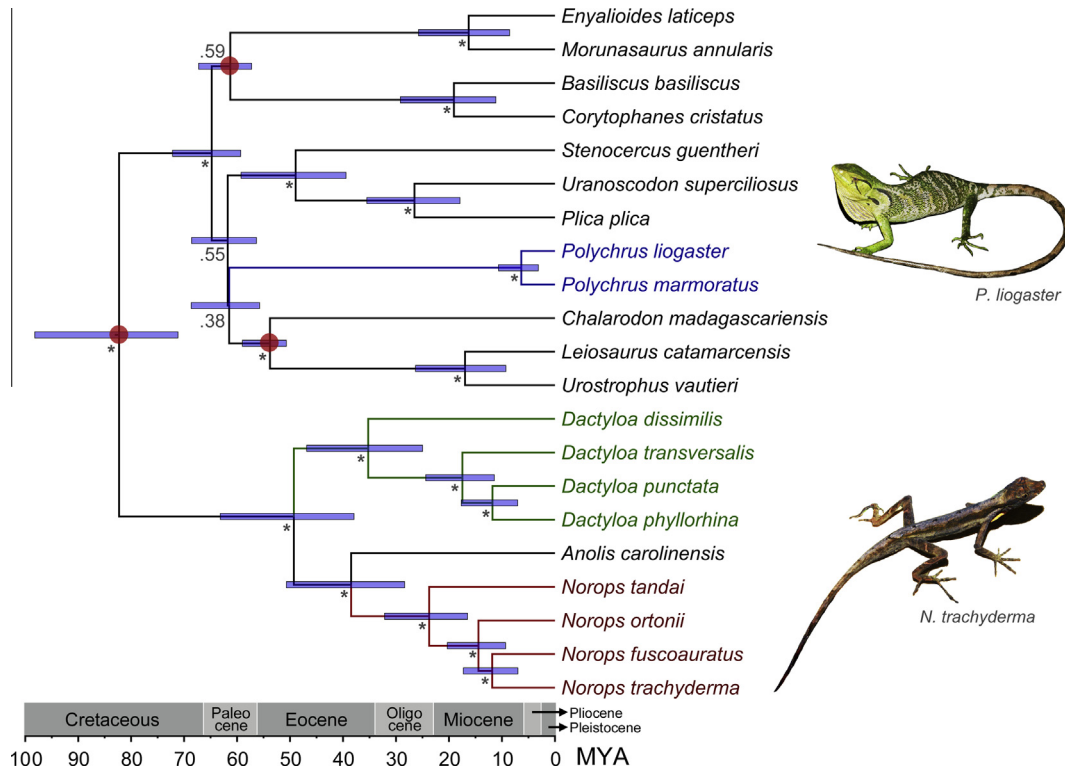 Enyalioides laticeps
.59
Morunasaurus annularis
*
Basiliscus basiliscus
*
Corytophanes cristatus
Stenocercus guentheri
*
*
Uranoscodon superciliosus
*
Plica plica
.55
Polychrus liogaster
*
Polychrus marmoratus
P. liogaster
.38
Chalarodon madagascariensis
*
*
Leiosaurus catamarcensis
*
Urostrophus vautieri
Dactyloa dissimilis
*
Dactyloa transversalis
*
Dactyloa punctata
*
Dactyloa phyllorhina
*
Anolis carolinensis
*
Norops tandai
N. trachyderma
*
Norops ortonii
*
Norops fuscoauratus
*
Norops trachyderma
Cretaceous
Paleo
cene
Eocene
Oligo
cene
Miocene
Pliocene
Pleistocene
100 90 80 70 60 50 40 30 20 10 0 MYA